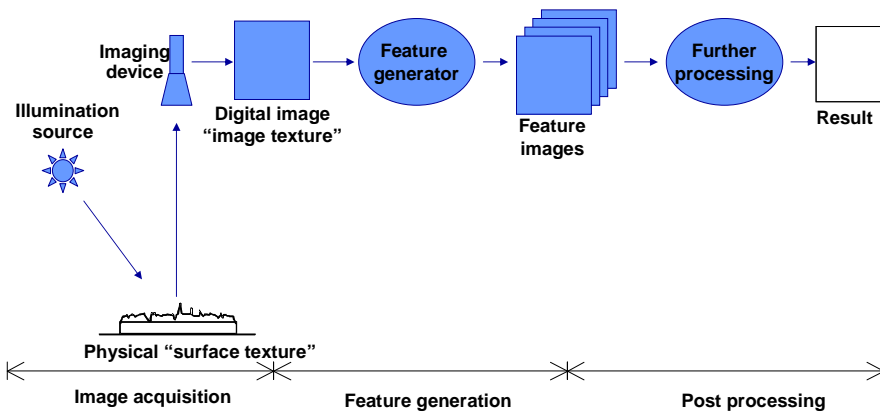 Imaging
device
Illumination
source
Digital image
“image texture”
Feature
generator
Feature
images
Further
processing
Result
Physical “surface texture”
Image acquisition
Feature generation
Post processing